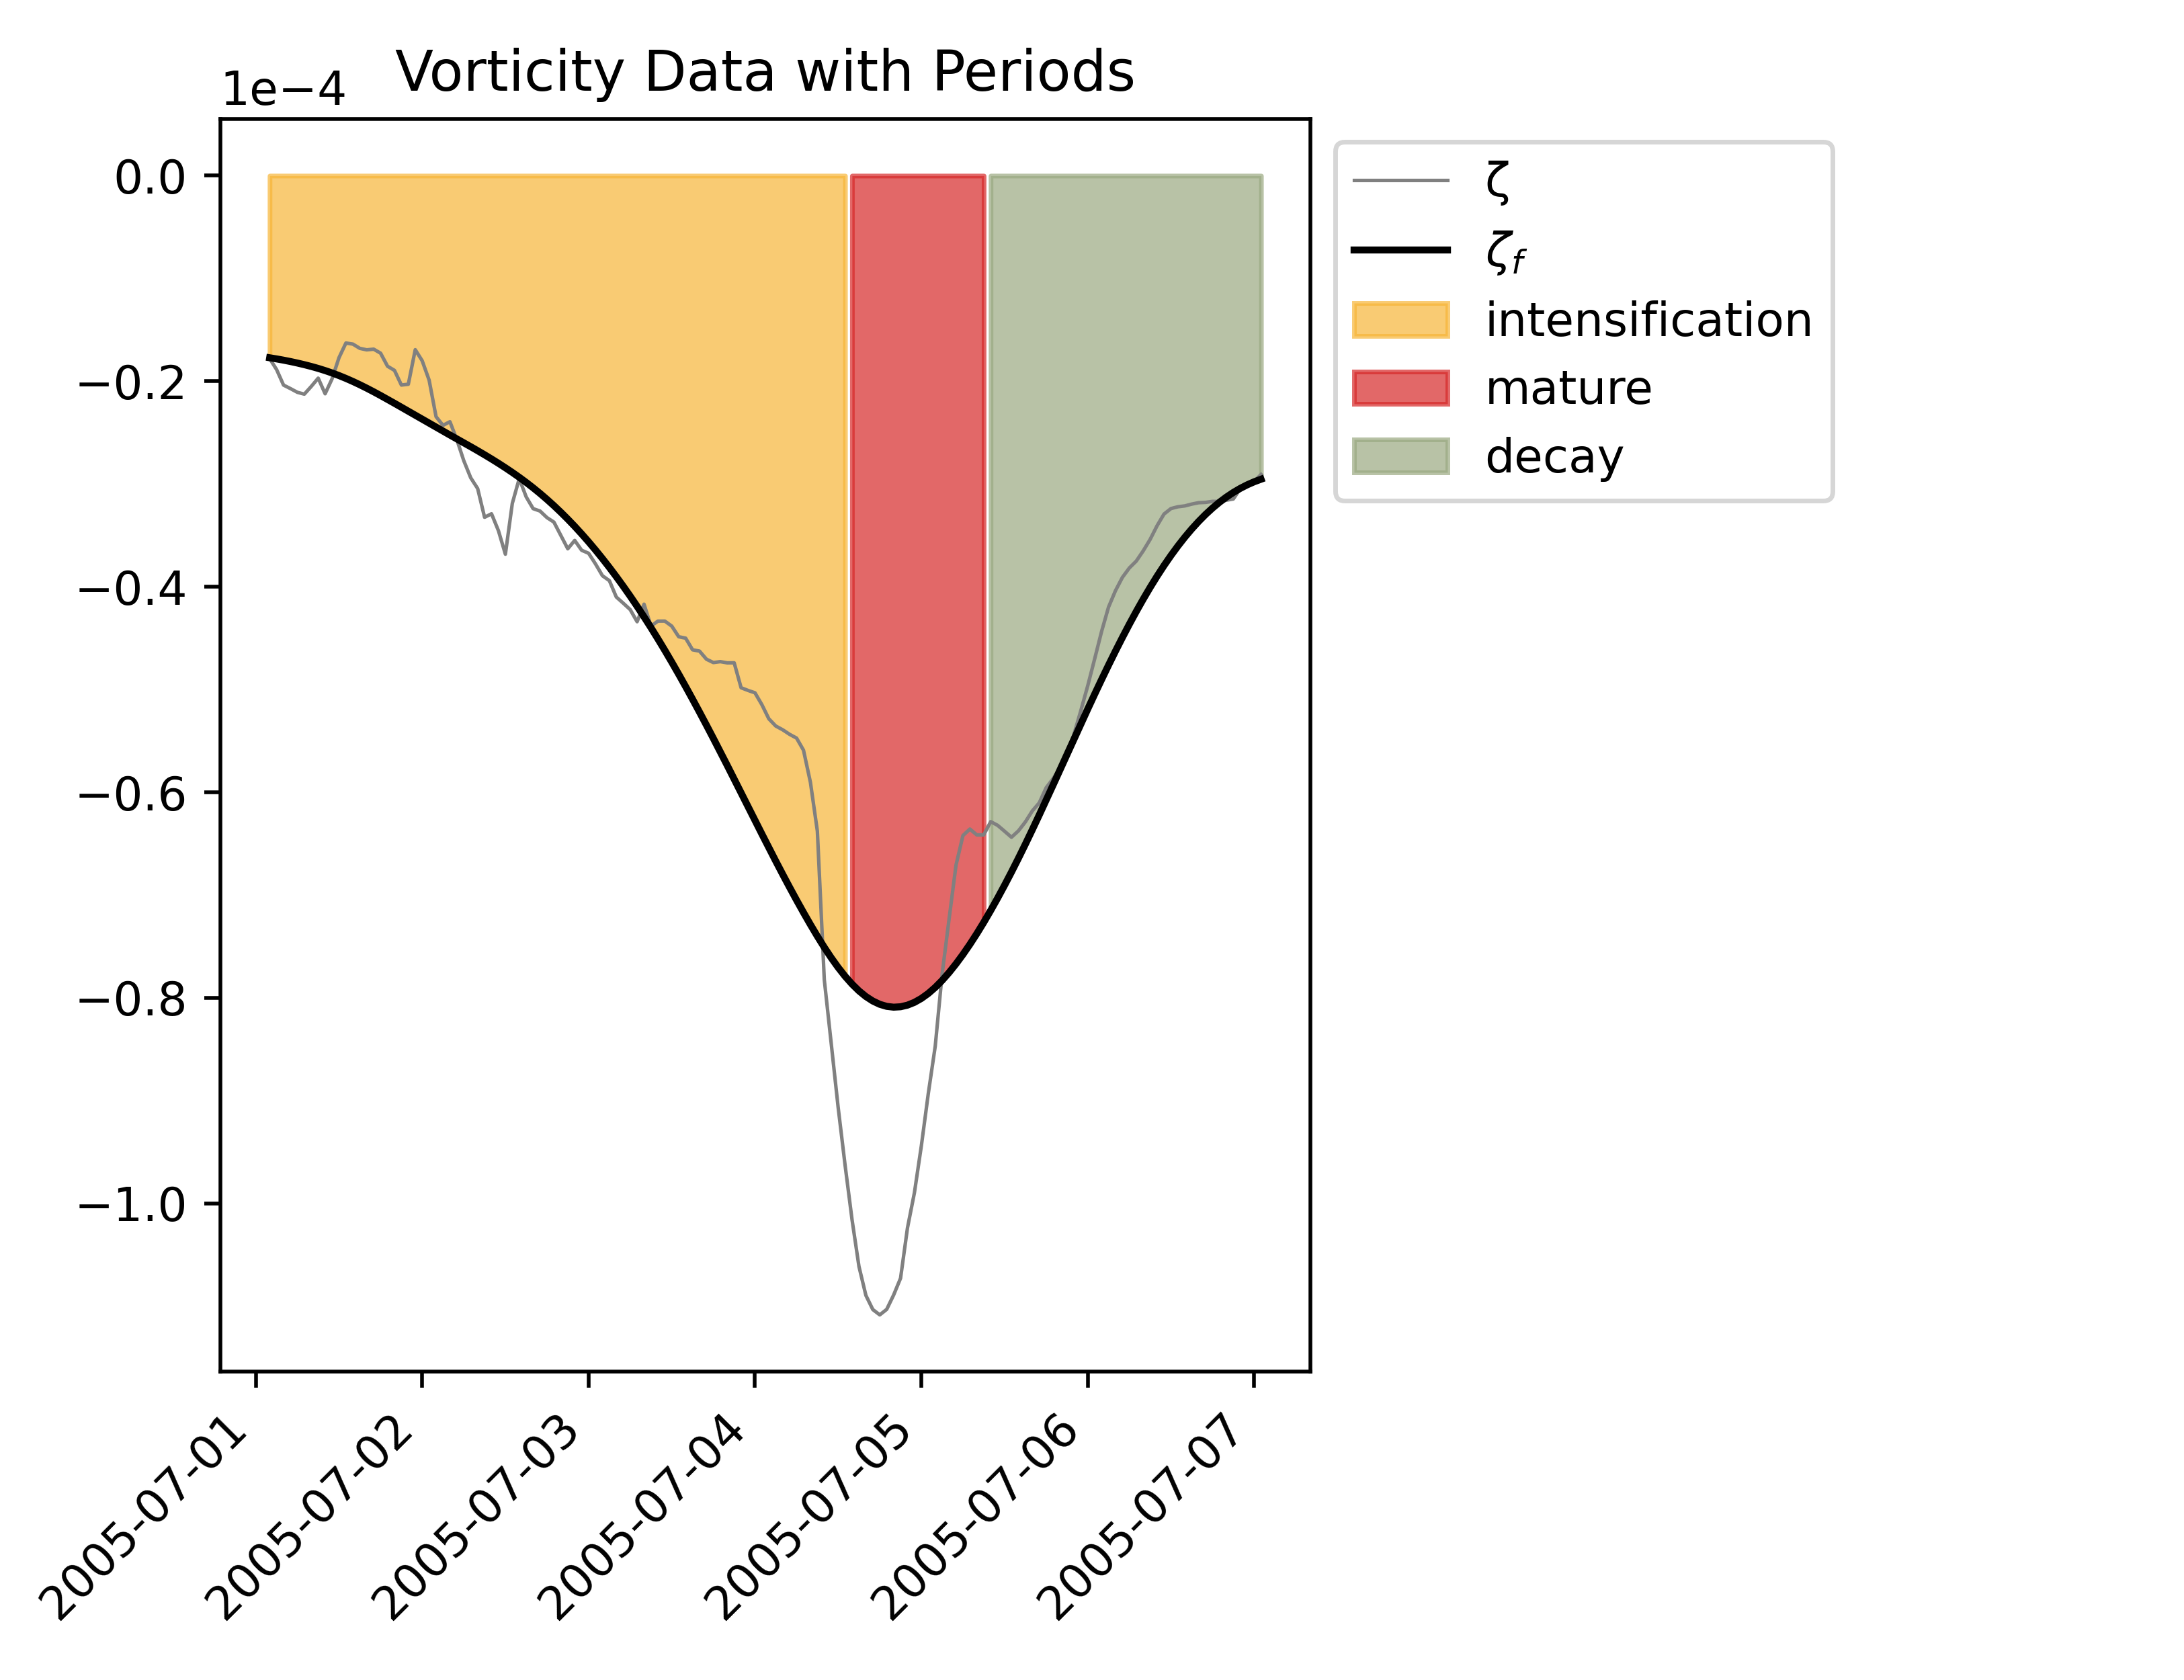 Vorticity Data with Periods
1e−4
0.0
−0.2
−0.4
−0.6
−0.8
−1.0
2005-07-01
2005-07-02
2005-07-03
2005-07-04
2005-07-05
2005-07-06
2005-07-07
ζ
ζf
intensification
mature
decay